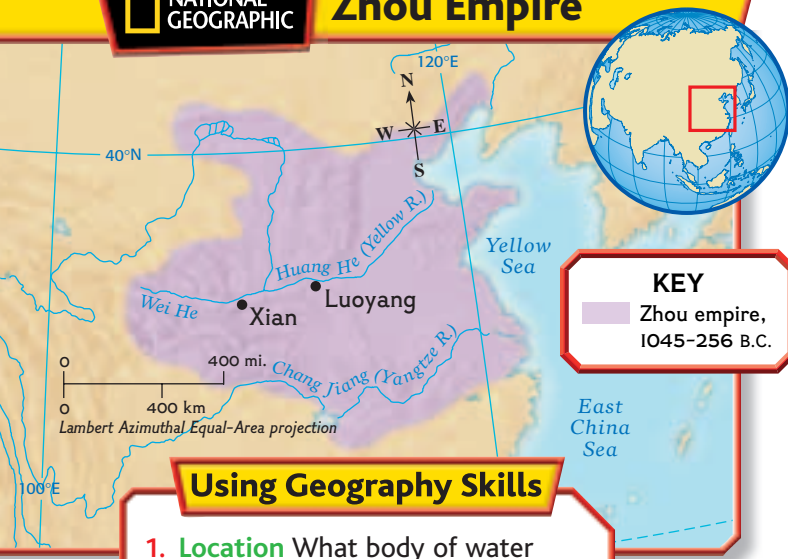 NATIONAL
GEOGRAPHIC
Zhou Empire
120°E
N
W E
S
40°N
Huang He (Yellow R.)
Yellow
Sea
Wei He
Luoyang
Xian
KEY
Zhou empire,
1045–256 B.C.
0 400 mi.
0 400 km
Chang Jiang (Yangtze R.)
Lambert Azimuthal Equal-Area projection
East
China
Sea
100°E
Using Geography Skills
1. Location What body of water